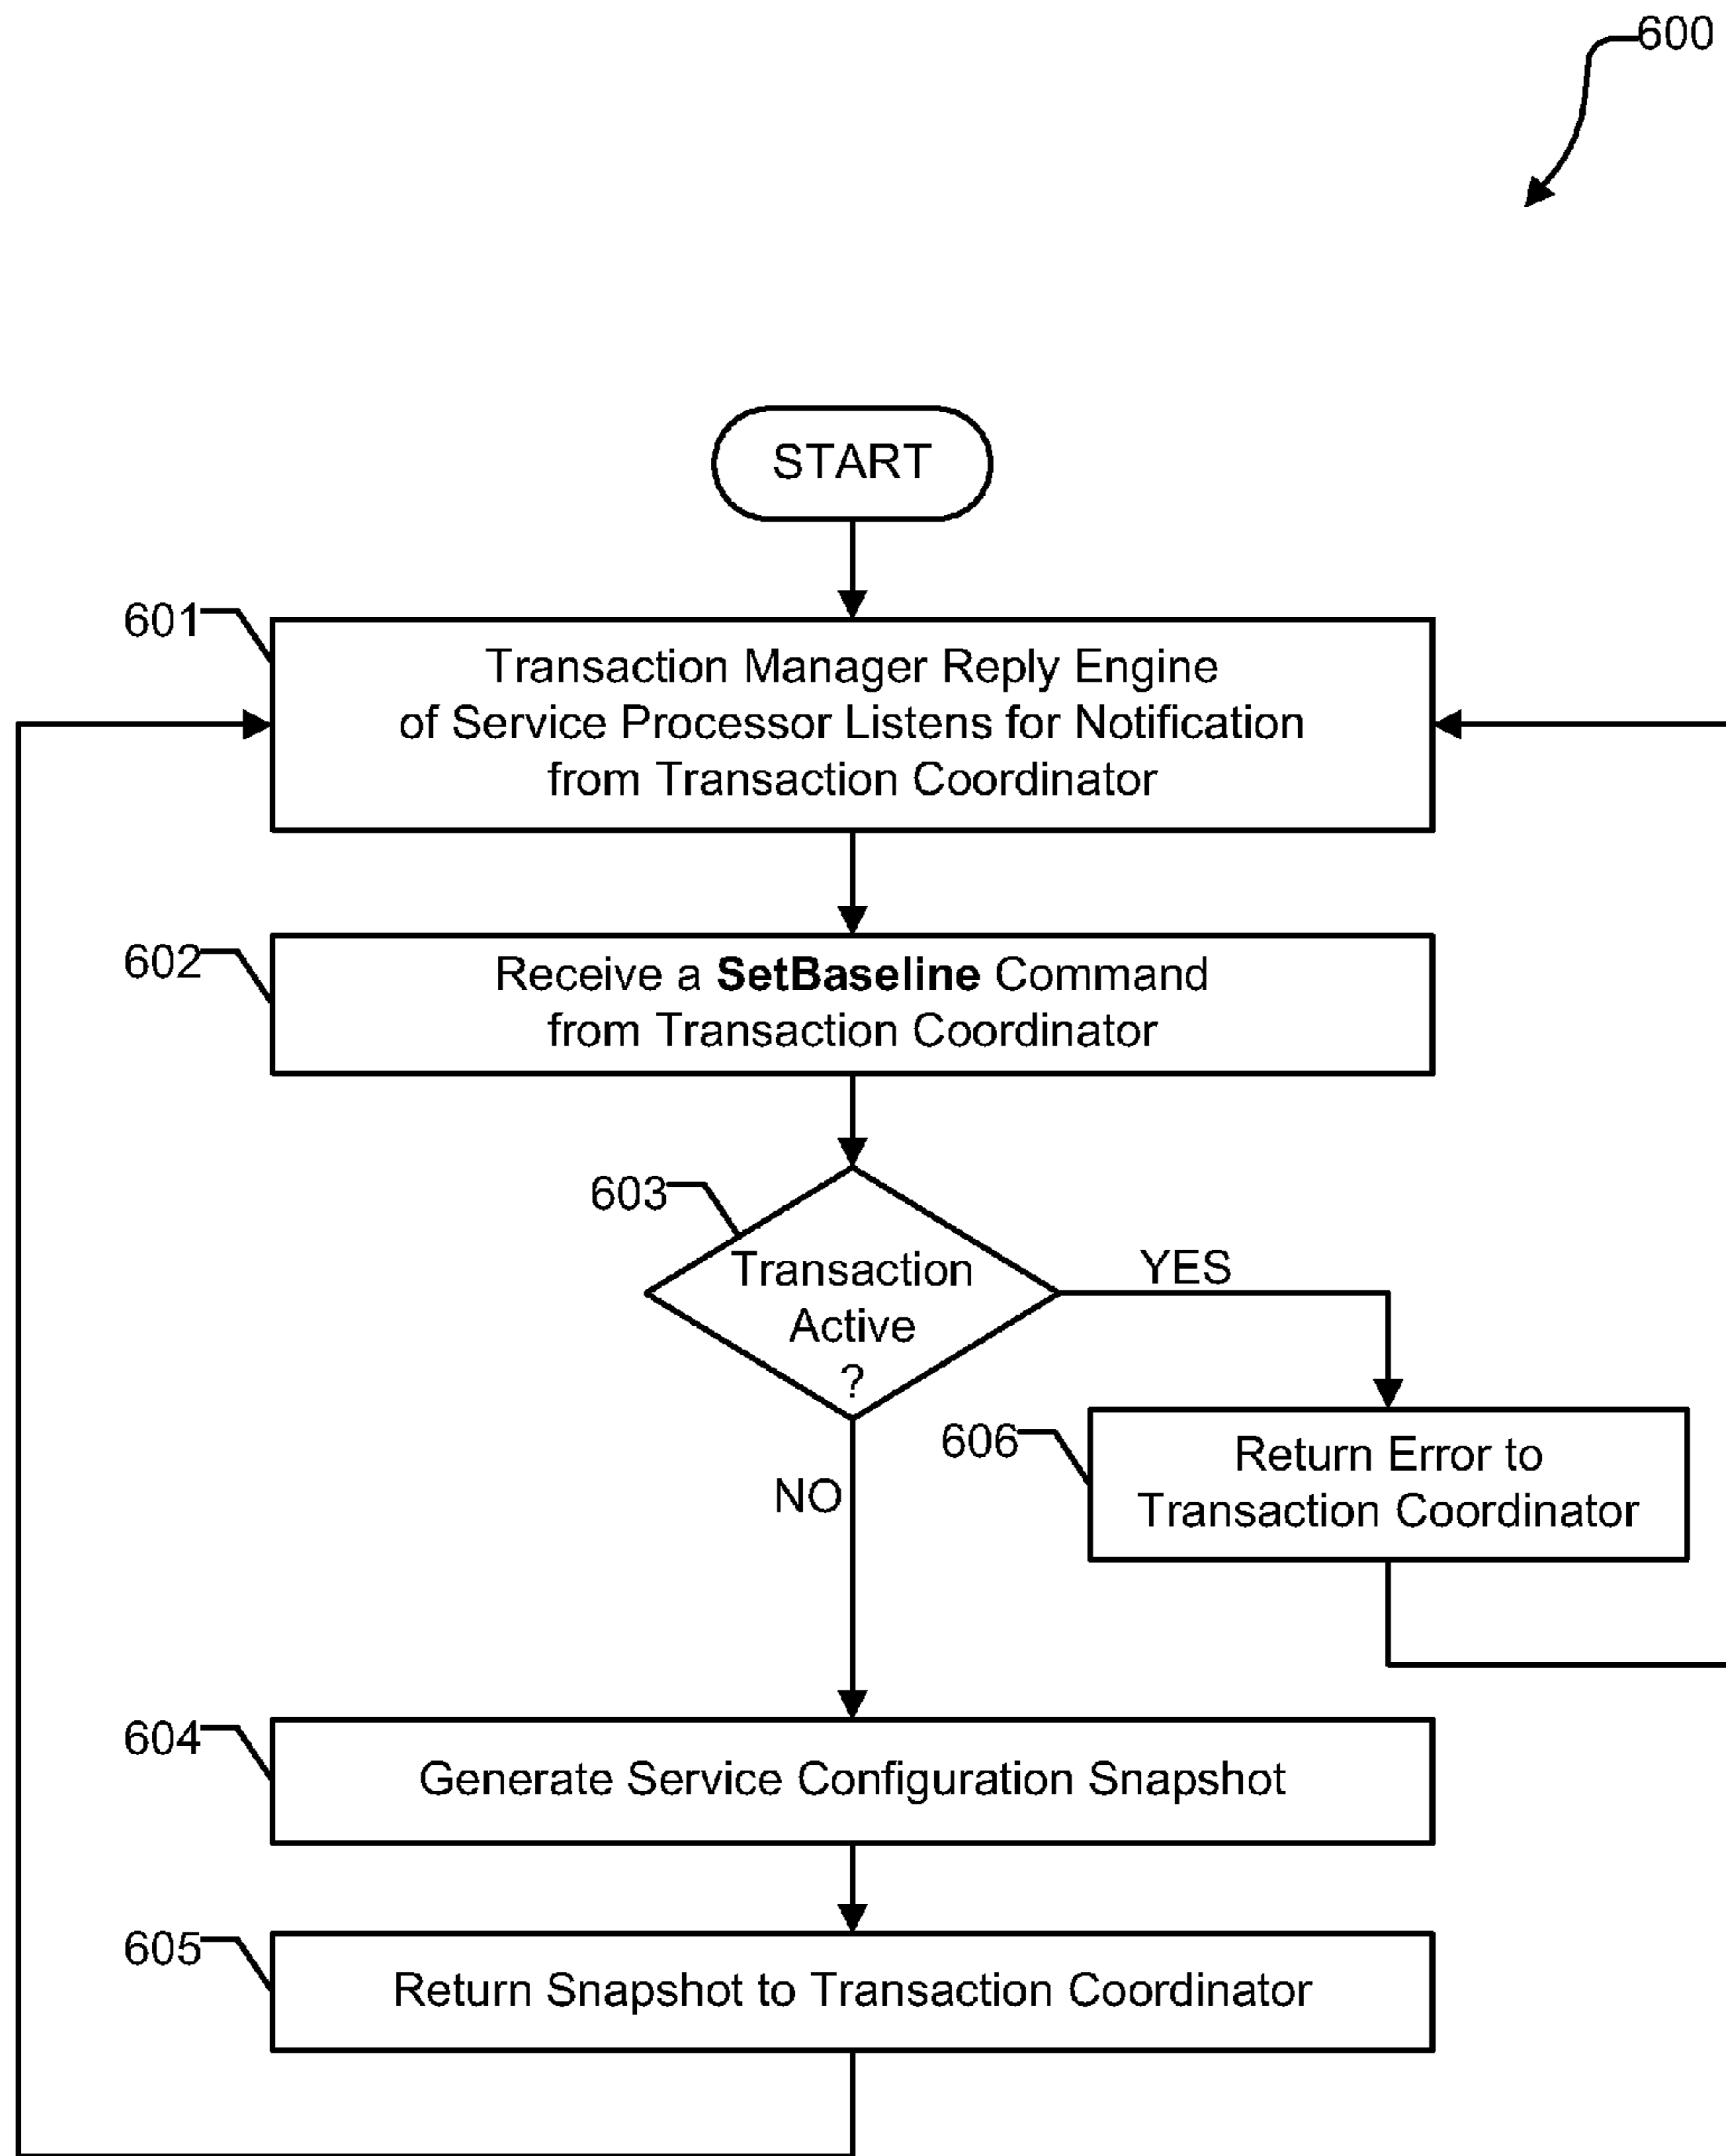 600
START
601
Transaction Manager Reply Engine
of Service Processor Listens for Notification
from Transaction Coordinator
602
Receive a SetBaseline Command
from Transaction Coordinator
603
Transaction
Active
?
YES
606
Return Error to
Transaction Coordinator
NO
604
Generate Service Configuration Snapshot
605
Return Snapshot to Transaction Coordinator